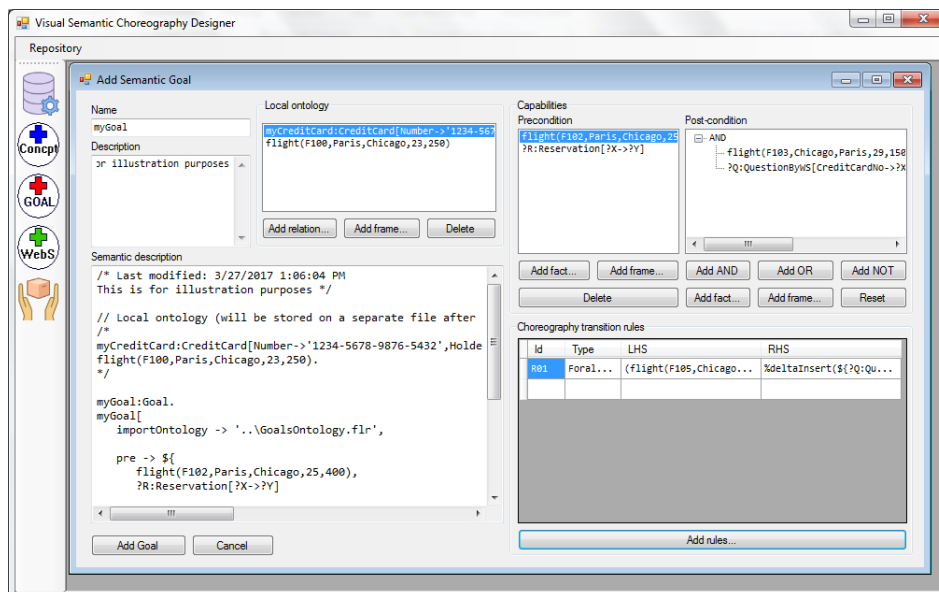 Visual Semantic Choreography Designer
Repository
Concpt
GOAL
WebS
Add Semantic Goal
Name
myGoal
Description
or illustration purposes
Local ontology
myCreditCard:CreditCard[Number->'1234-567
flight(F100,Paris,Chicago,23,250)
Add relation...
Add frame...
Delete
Semantic description
/* Last modified: 3/27/2017 1:06:04 PM
This is for illustration purposes */
// Local ontology (will be stored on a separate file after
/*
myCreditCard:CreditCard[Number->'1234-5678-9876-5432',Holde
flight(F100,Paris,Chicago,23,250).
*/
myGoal:Goal.
myGoal[
importOntology -> '..\GoalsOntology.flr',
pre -> ${
flight(F102,Paris,Chicago,25,400),
?R:Reservation[?X->?Y]
Add Goal
Cancel
Capabilities
Precondition
flight(F102,Paris,Chicago,25
?R:Reservation[?X->?Y]
Add fact...
Add frame...
Delete
Post-condition
AND
flight(F103,Chicago,Paris,29,150
?Q:QuestionByWS[CreditCardNo->?X
Add AND
Add OR
Add NOT
Add fact...
Add frame...
Reset
Choreography transition rules
Id Type LHS RHS
R01 Foral... (flight(F105,Chicago... %deltaInsert(${?Q:Qu...
Add rules...